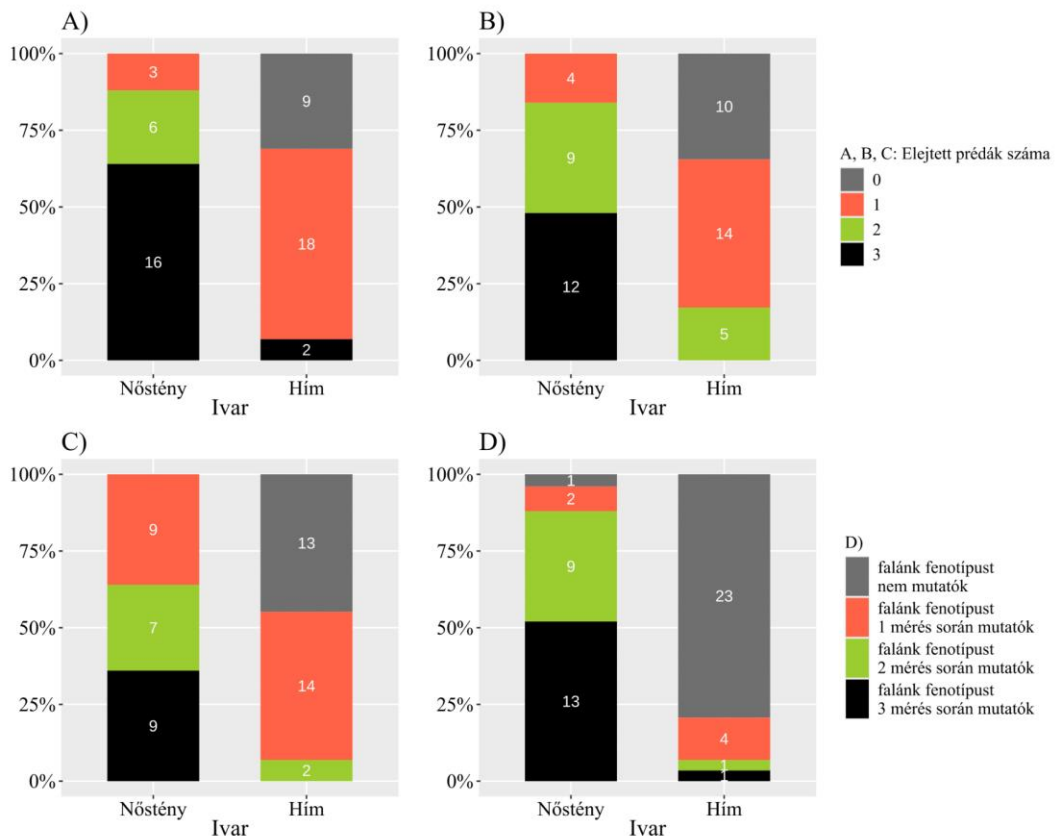 A)
100%
75%
50%
25%
0%
3
6
16
9
18
2
Nőstény
Hím
Ivar
B)
100%
75%
50%
25%
0%
4
9
12
10
14
5
Nőstény
Hím
Ivar
A, B, C: Elejtett prédák száma
0
1
2
3
C)
100%
75%
50%
25%
0%
9
7
9
13
14
2
Nőstény
Hím
Ivar
D)
100%
75%
50%
25%
0%
1
2
9
13
23
4
1
1
Nőstény
Hím
Ivar
D)
falánk fenotípust
nem mutatók
falánk fenotípust
1 mérés során mutatók
falánk fenotípust
2 mérés során mutatók
falánk fenotípust
3 mérés során mutatók